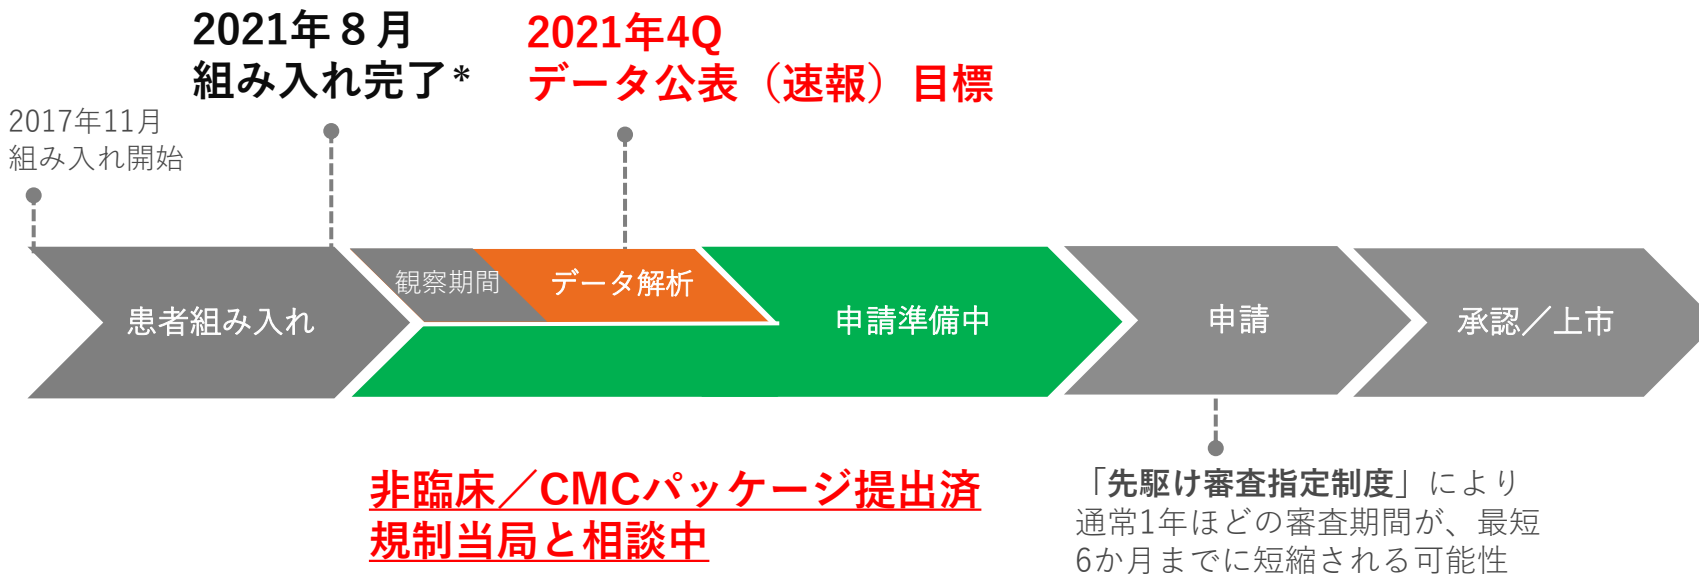 2021年８月
組み入れ完了*
2021年4Q
データ公表（速報）目標
2017年11月
組み入れ開始
患者組み入れ
観察期間
データ解析
申請準備中
申請
承認／上市
非臨床／CMCパッケージ提出済
規制当局と相談中
「先駆け審査指定制度」により
通常1年ほどの審査期間が、最短
6か月までに短縮される可能性